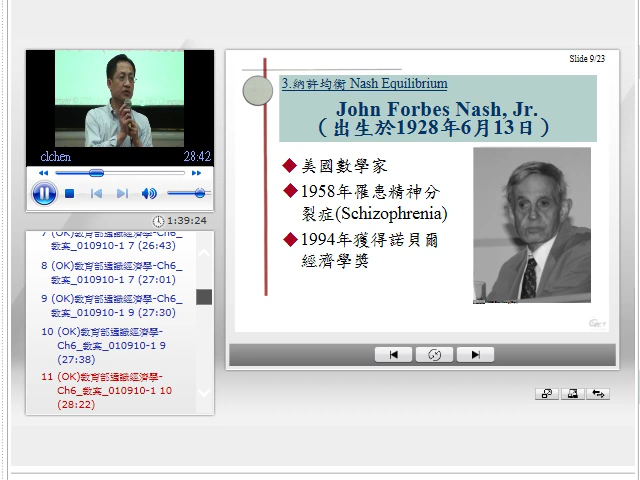 Slide 9/23
3.納許均衡 Nash Equilibrium
John Forbes Nash, Jr.
（出生於1928年6月13日）
美國數學家
1958年罹患精神分
裂症(Schizophrenia)
1994年獲得諾貝爾
經濟學獎
clchen
28:42
1:39:24
7 (OK)教育部通識經濟學-Ch6_
教案_010910-1 7 (26:43)
8 (OK)教育部通識經濟學-Ch6_
教案_010910-1 7 (27:01)
9 (OK)教育部通識經濟學-Ch6_
教案_010910-1 9 (27:30)
10 (OK)教育部通識經濟學-
Ch6_教案_010910-1 9
(27:38)
11 (OK)教育部通識經濟學-
Ch6_教案_010910-1 10
(28:22)